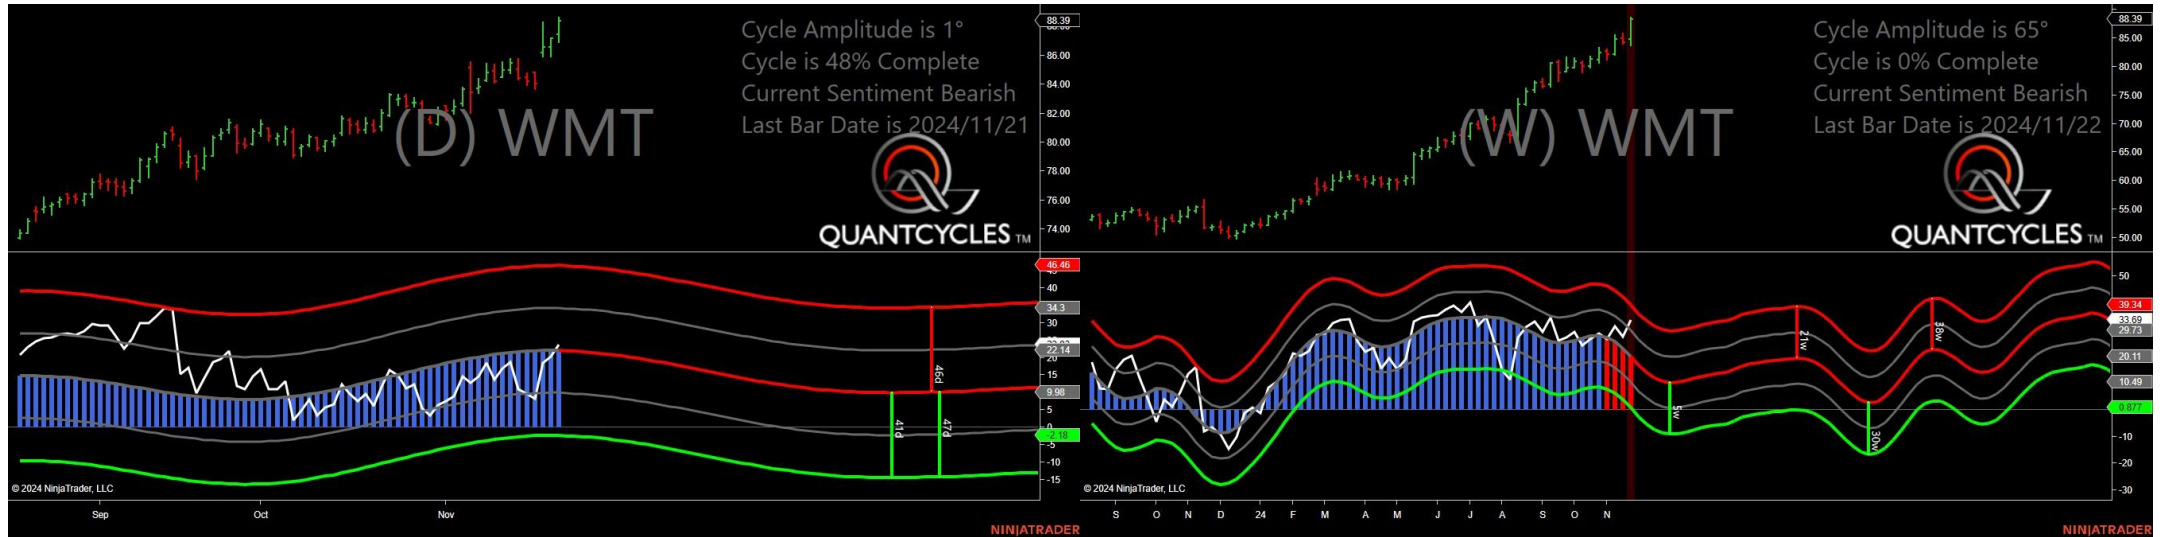 Cycle Amplitude is 1°
Cycle is 48% Complete
Current Sentiment Bearish
Last Bar Date is 2024/11/21
(D) WMT
QUANTCYCLES TM
88.39
86.00
84.00
82.00
80.00
78.00
76.00
74.00
46.46
40
34.3
30
22.14
20
15
9.98
5
0
-2.18
-5
-10
-15
46d
41d
47d
© 2024 NinjaTrader, LLC
Sep Oct Nov
NINJATRADER
Cycle Amplitude is 65°
Cycle is 0% Complete
Current Sentiment Bearish
Last Bar Date is 2024/11/22
(W) WMT
QUANTCYCLES TM
88.39
85.00
80.00
75.00
70.00
65.00
60.00
55.00
50.00
50
39.34
33.69
29.73
20.11
10.49
0.877
-10
-20
-30
21w
38w
5w
30w
© 2024 NinjaTrader, LLC
S O N D 24 F M A M J J A S O N
NINJATRADER